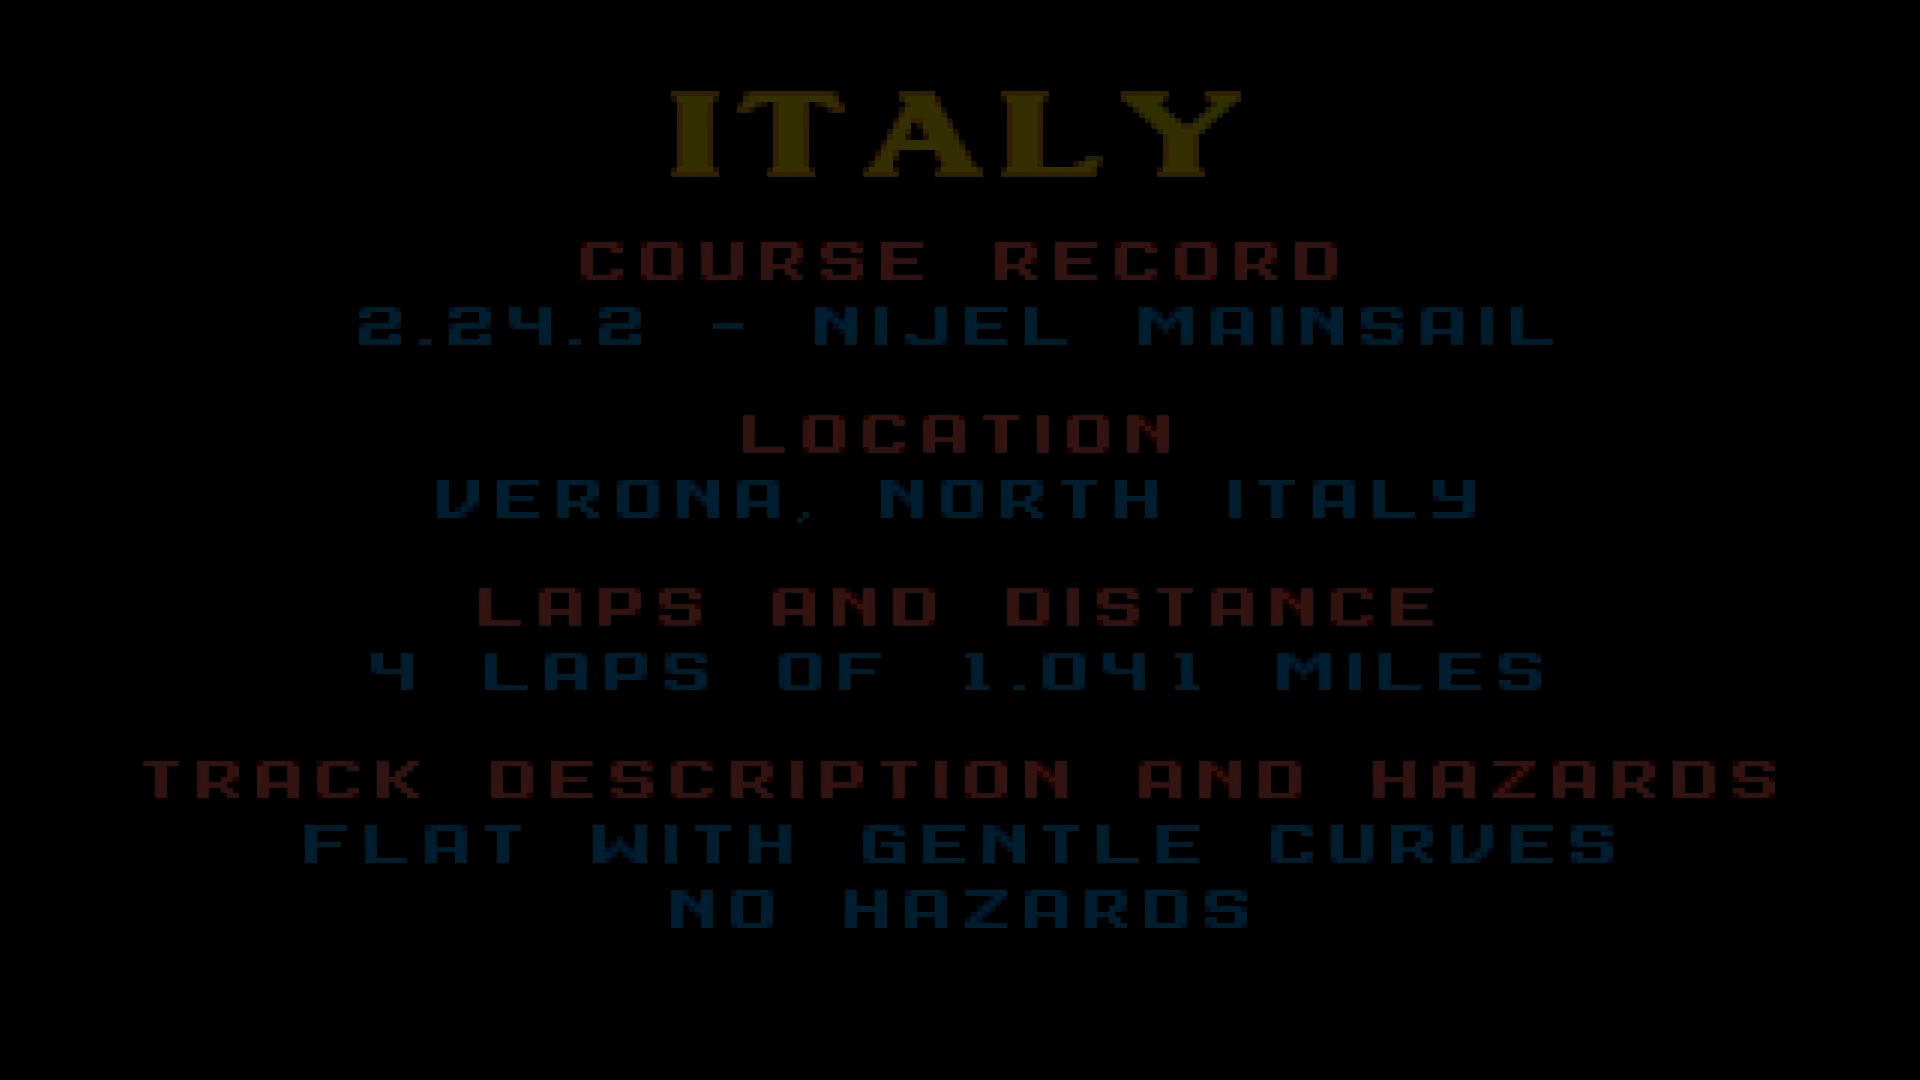 ITALY
COURSE RECORD
2.24.2 - NIJEL MAINSAIL
LOCATION
VERONA, NORTH ITALY
LAPS AND DISTANCE
4 LAPS OF 1.041 MILES
TRACK DESCRIPTION AND HAZARDS
FLAT WITH GENTLE CURVES
NO HAZARDS